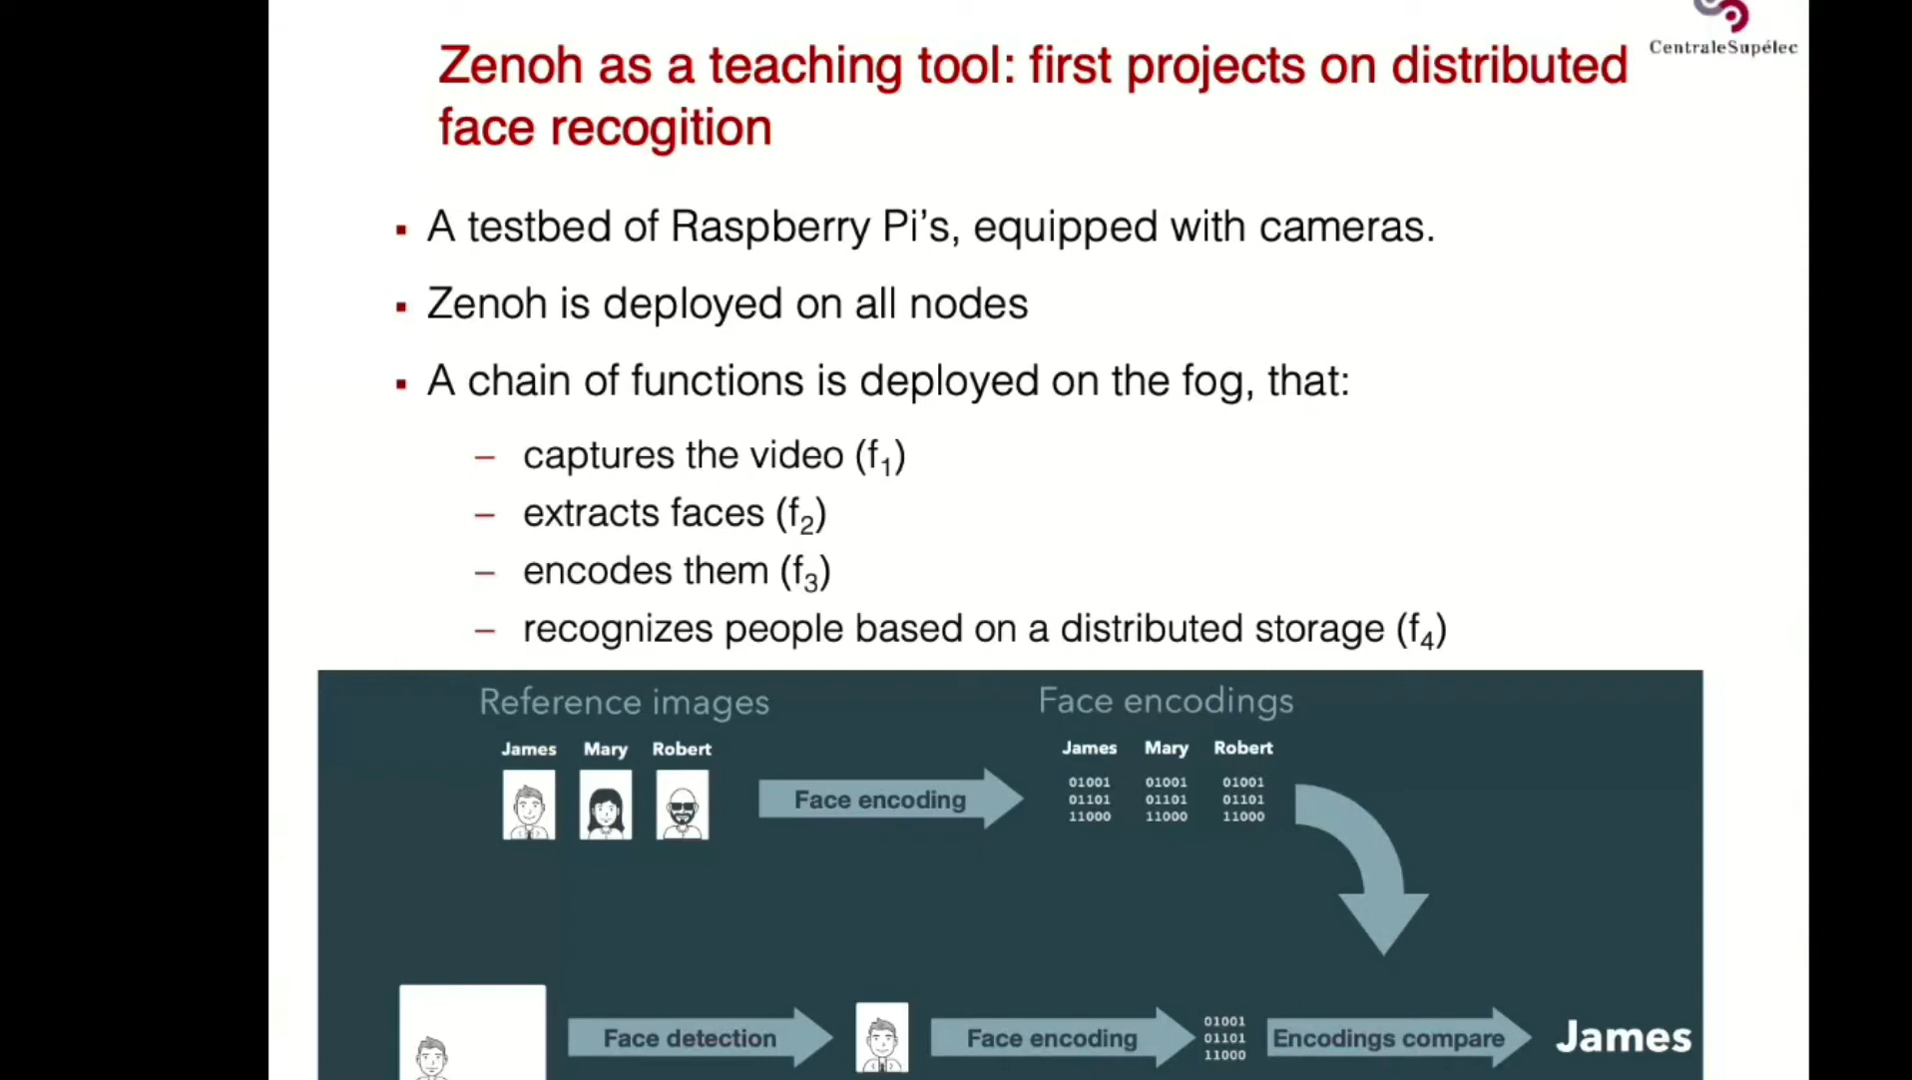 CentraleSupélec
Zenoh as a teaching tool: first projects on distributed
face recogition
▪ A testbed of Raspberry Pi’s, equipped with cameras.
▪ Zenoh is deployed on all nodes
▪ A chain of functions is deployed on the fog, that:
– captures the video (f₁)
– extracts faces (f₂)
– encodes them (f₃)
– recognizes people based on a distributed storage (f₄)
Reference images
Face encodings
James Mary Robert
James Mary Robert
Face encoding
01001 01001 01001
01101 01101 01101
11000 11000 11000
Face detection
Face encoding
01001
01101
11000
Encodings compare
James